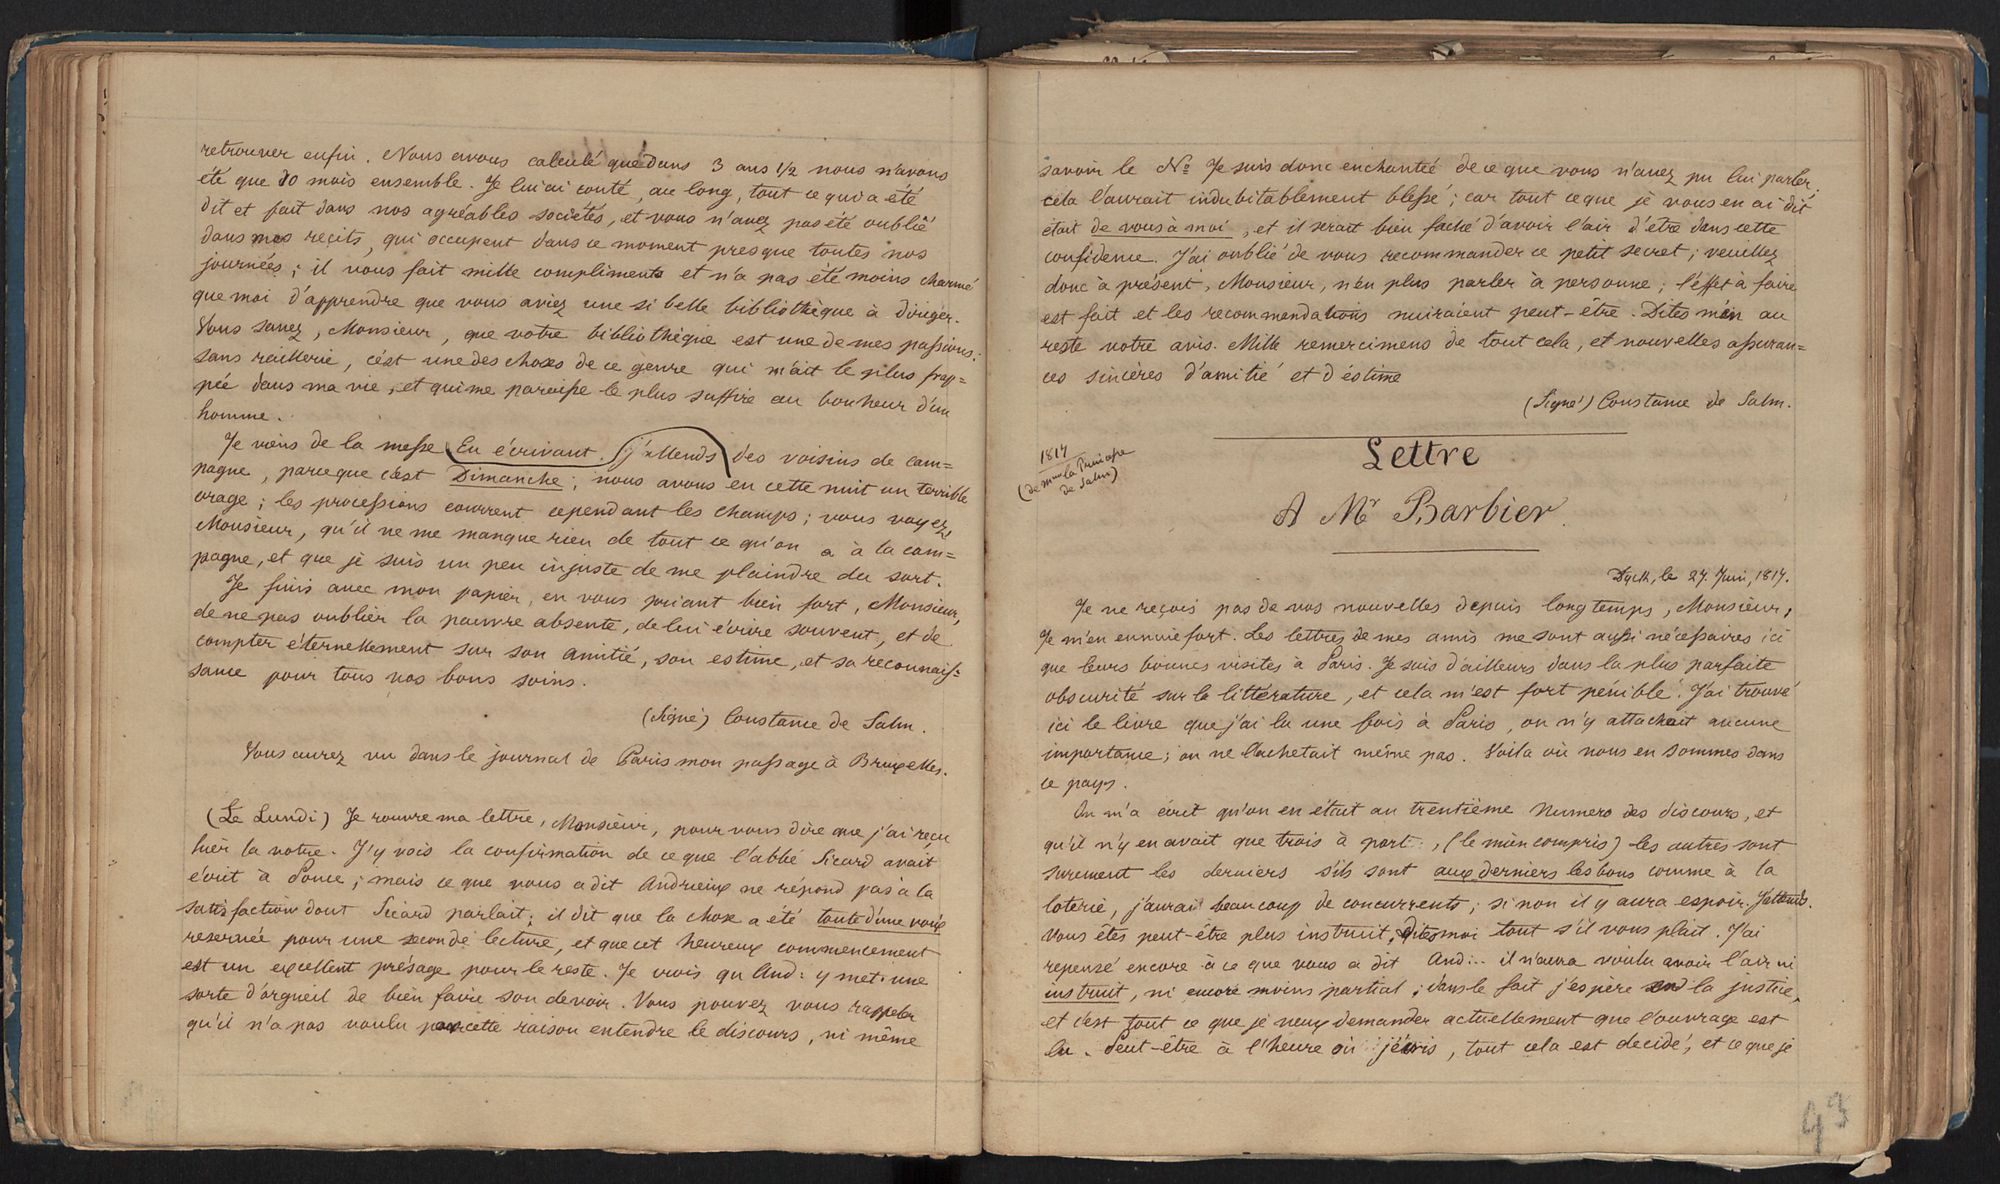 retrouver enfin. Nous avons calculé que dans 3 ans 1/2 nous n'avons
été que 10 mois ensemble. Je lui ai conté, au long, tout ce qui a été
dit et fait dans nos agréables sociétés, et vous n'avez pas été oublié
dans mes reçits, qui occupent dans ce moment presque toutes nos
journées; il vous fait mille compliments et n'a pas été moins charmé
que moi d'apprendre que vous aviez une si belle bibliothèque à diriger.
Vous savez, Monsieur, que votre bibliothèque est une de mes passions:
sans raillerie, c'est une des choses de ce genre qui m'ait le plus frap=
pée dans ma vie, et qui me paroisse le plus suffire au bonheur d'un
homme.
Je viens de la messe En écrivant. j'attends des voisins de cam=
pagne, parceque c'est Dimanche; nous avons eu cette nuit un terrible
orage; les processions courrent cependant les champs; vous voyez,
Monsieur, qu'il ne me manque rien de tout ce qu'on a à la cam=
pagne, et que je suis un peu injuste de me plaindre du sort.
Je finis avec mon papier, en vous priant bien fort, Monsieur,
de ne pas oublier la pauvre absente, de lui écrire souvent, et de
compter éternellement sur son amitié, son estime, et sa reconnais=
sance pour tous vos bons soins.
(Signé) Constance de Salm.
Vous aurez vu dans le journal de Paris mon passage à Bruxelles.
(Le Lundi) Je rouvre ma lettre, Monsieur, pour vous dire que j'ai reçu
hier la votre. J'y vois la confirmation de ce que l'abbé Sicard avait
écrit à Pouce; mais ce que vous a dit Andrieux ne répond pas à la
satisfaction dont Sicard parlait; il dit que la chose a été toute d'une voix
reservée pour une seconde lecture, et que cet heureux commencement
est un excellent présage pour le reste. Je crois qu'And: y met une
sorte d'orgueil de bien faire son devoir. Vous pouvez vous rappeler
qu'il n'a pas voulu par cette raison entendre le discours, ni même
savoir le No. Je suis donc enchantée de ce que vous n'avez pu lui parler;
cela l'aurait indubitablement blessé; car tout ce que je vous en ai dit
était de vous à moi, et il serait bien faché d'avoir l'air d'etre dans cette
confidence. J'ai oublié de vous recommander ce petit secret; veuillez
donc à présent, Monsieur, n'en plus parler à personne; l'effet à faire
est fait et les recommendations nuiraient peut-être. Dites m'en au
reste votre avis. Mille remercimens de tout cela, et nouvelles assuran=
ces sincères d'amitié et d'éstime
(Signé) Constance de Salm.
1817
(de Mme la Princesse
de Salm)
Lettre
A Mr Barbier.
Dyck, le 27. Juin, 1817.
Je ne reçois pas de vos nouvelles depuis longtemps, Monsieur,
Je m'en ennuie fort. Les lettres de mes amis me sont aussi nécessaires ici
que leurs bonnes visites à Paris. Je suis d'ailleurs dans la plus parfaite
obscurité sur la littérature, et cela m'est fort pénible. J'ai trouvé
ici le livre que j'ai lu une fois à Paris, on n'y attachait aucune
importance; on ne l'achetait même pas. Voila où nous en sommes dans
ce pays.
On m'a écrit qu'on en était au trentième Numero des discours, et
qu'il n'y en avait que trois à part, (le mien compris) les autres sont
surement les derniers s'ils sont aux derniers les bons comme à la
loterie, j'aurai beaucoup de concurrents; si non il y aura espoir. J'attends.
Vous êtes peut-être plus instruit, dites moi tout s'il vous plait. J'ai
repensé encore à ce que vous a dit And... il n'aura voulu avoir l'air ni
instruit, ni encore moins partial; dans le fait j'espère en la justice,
et c'est tout ce que je veux demander actuellement que l'ouvrage est
lu. Peut-être à l'heure où j'écris, tout cela est decidé, et ce que je
43